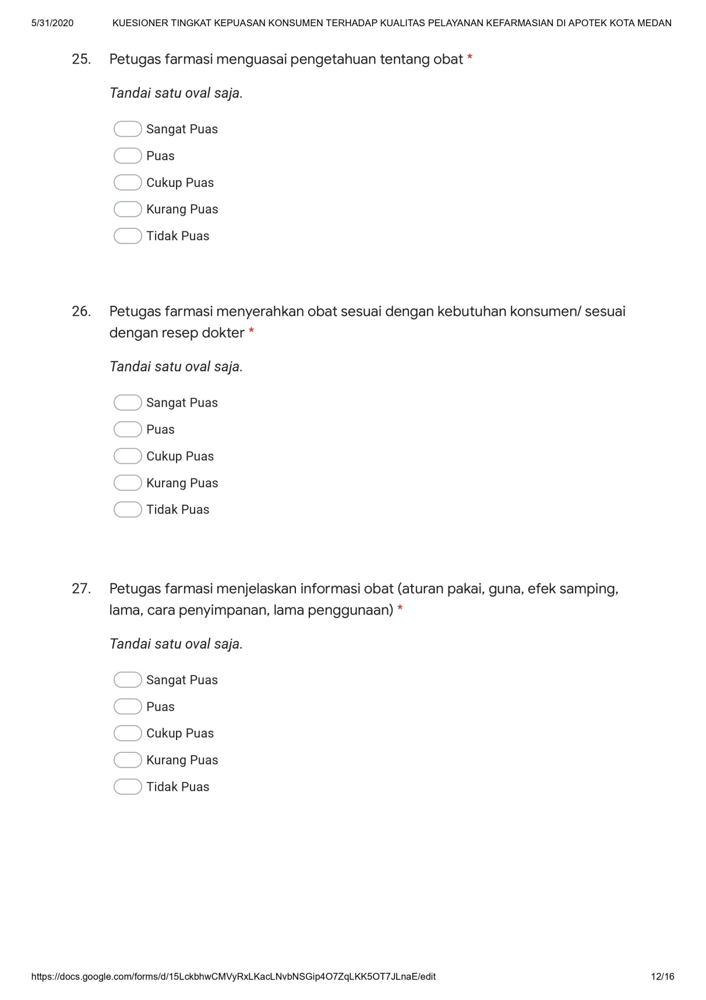 5/31/2020 KUESIONER TINGKAT KEPUASAN KONSUMEN TERHADAP KUALITAS PELAYANAN KEFARMASIAN DI APOTEK KOTA MEDAN
25. Petugas farmasi menguasai pengetahuan tentang obat *
Tandai satu oval saja.
Sangat Puas
Puas
Cukup Puas
Kurang Puas
Tidak Puas
26. Petugas farmasi menyerahkan obat sesuai dengan kebutuhan konsumen/ sesuai
dengan resep dokter *
Tandai satu oval saja.
Sangat Puas
Puas
Cukup Puas
Kurang Puas
Tidak Puas
27. Petugas farmasi menjelaskan informasi obat (aturan pakai, guna, efek samping,
lama, cara penyimpanan, lama penggunaan) *
Tandai satu oval saja.
Sangat Puas
Puas
Cukup Puas
Kurang Puas
Tidak Puas
https://docs.google.com/forms/d/15LckbhwCMVyRxLKacLNvbNSGip4O7ZqLKK5OT7JLnaE/edit 12/16